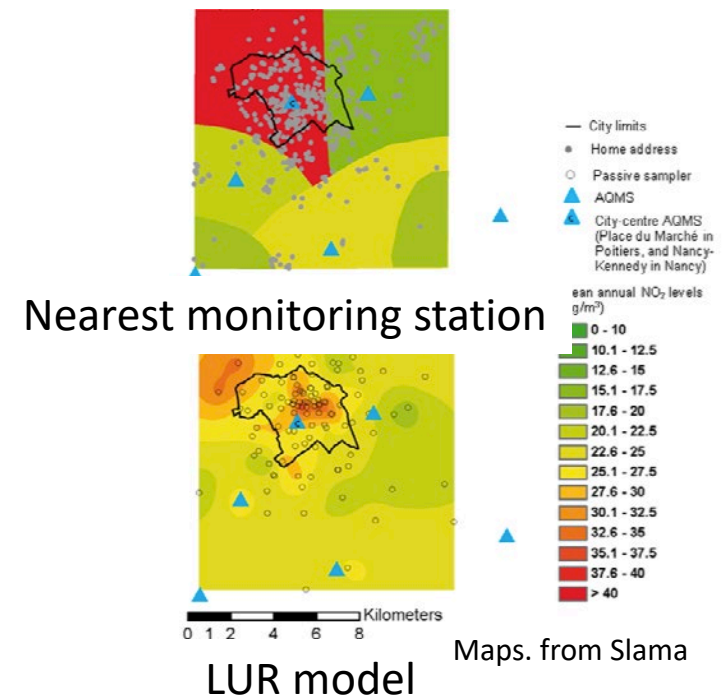 City limits
Home address
Passive sampler
AQMS
C
City-centre AQMS
(Place du Marché in
Poitiers, and Nancy-
Kennedy in Nancy)
Nearest monitoring station
ean annual NO₂ levels
g/m³)
0 - 10
10.1 - 12.5
12.6 - 15
15.1 - 17.5
17.6 - 20
20.1 - 22.5
22.6 - 25
25.1 - 27.5
27.6 - 30
30.1 - 32.5
32.6 - 35
35.1 - 37.5
37.6 - 40
> 40
Kilometers
0 1 2 4 6 8
Maps. from Slama
LUR model